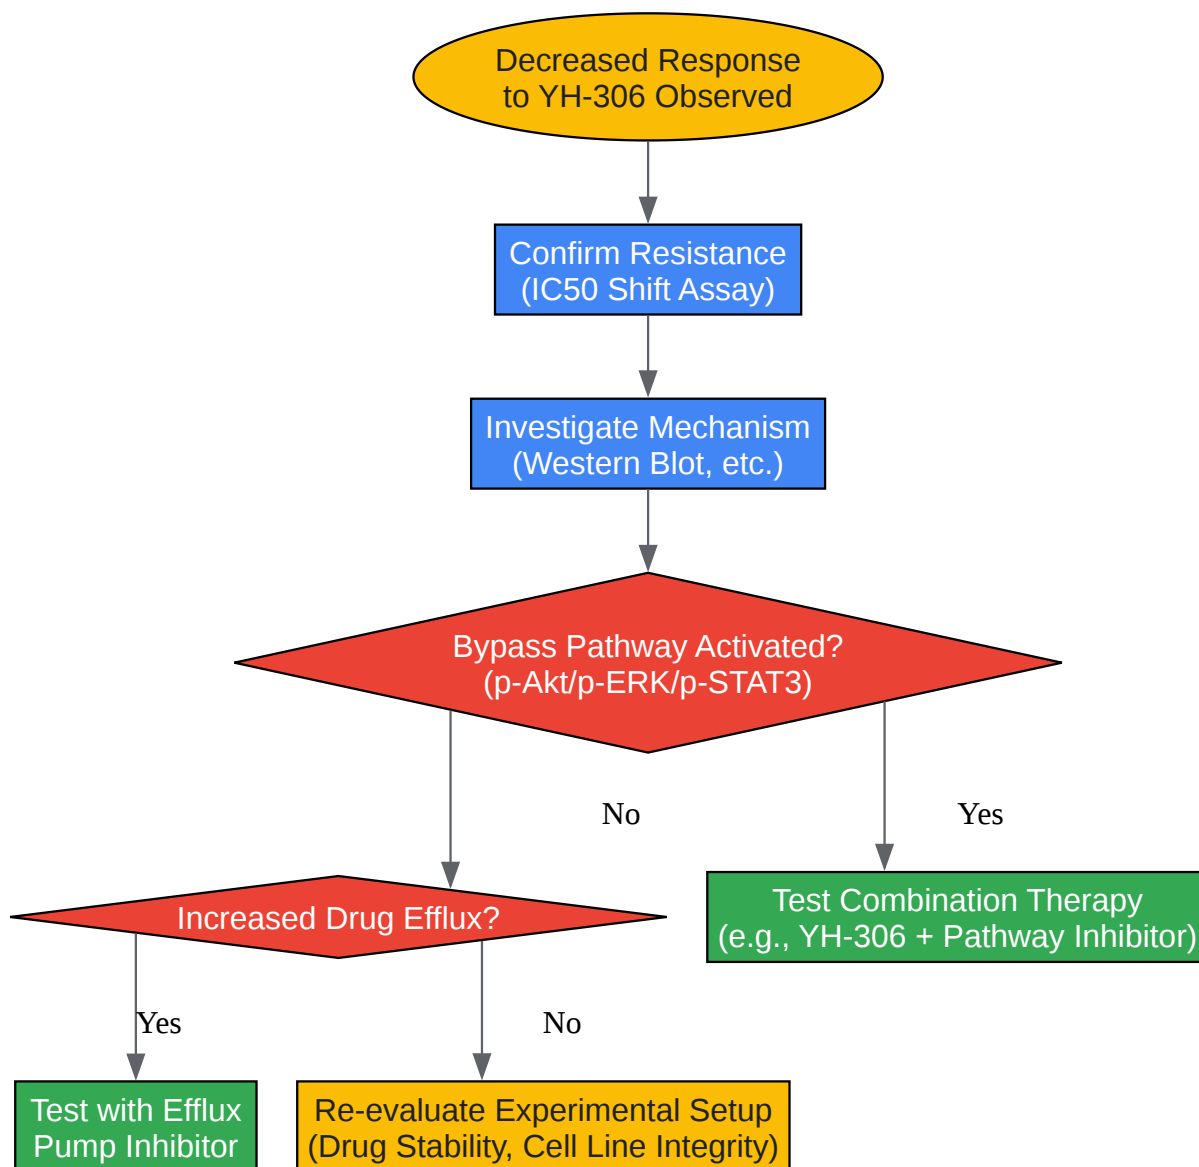 Decreased Response
to YH-306 Observed
Confirm Resistance
(IC50 Shift Assay)
Investigate Mechanism
(Western Blot, etc.)
Bypass Pathway Activated?
(p-Akt/p-ERK/p-STAT3)
No
Yes
Increased Drug Efflux?
Test Combination Therapy
(e.g., YH-306 + Pathway Inhibitor)
Yes
No
Test with Efflux
Pump Inhibitor
Re-evaluate Experimental Setup
(Drug Stability, Cell Line Integrity)